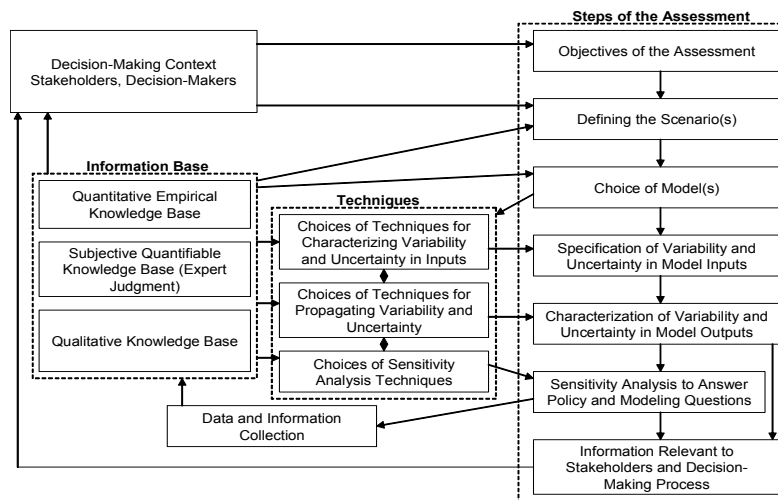 Steps of the Assessment
Decision-Making Context
Stakeholders, Decision-Makers
Objectives of the Assessment
Defining the Scenario(s)
Information Base
Quantitative Empirical
Knowledge Base
Choice of Model(s)
Techniques
Choices of Techniques for
Characterizing Variability
and Uncertainty in Inputs
Subjective Quantifiable
Knowledge Base (Expert
Judgment)
Specification of Variability and
Uncertainty in Model Inputs
Choices of Techniques for
Propagating Variability and
Uncertainty
Characterization of Variability and
Uncertainty in Model Outputs
Qualitative Knowledge Base
Choices of Sensitivity
Analysis Techniques
Sensitivity Analysis to Answer
Policy and Modeling Questions
Data and Information
Collection
Information Relevant to
Stakeholders and Decision-
Making Process